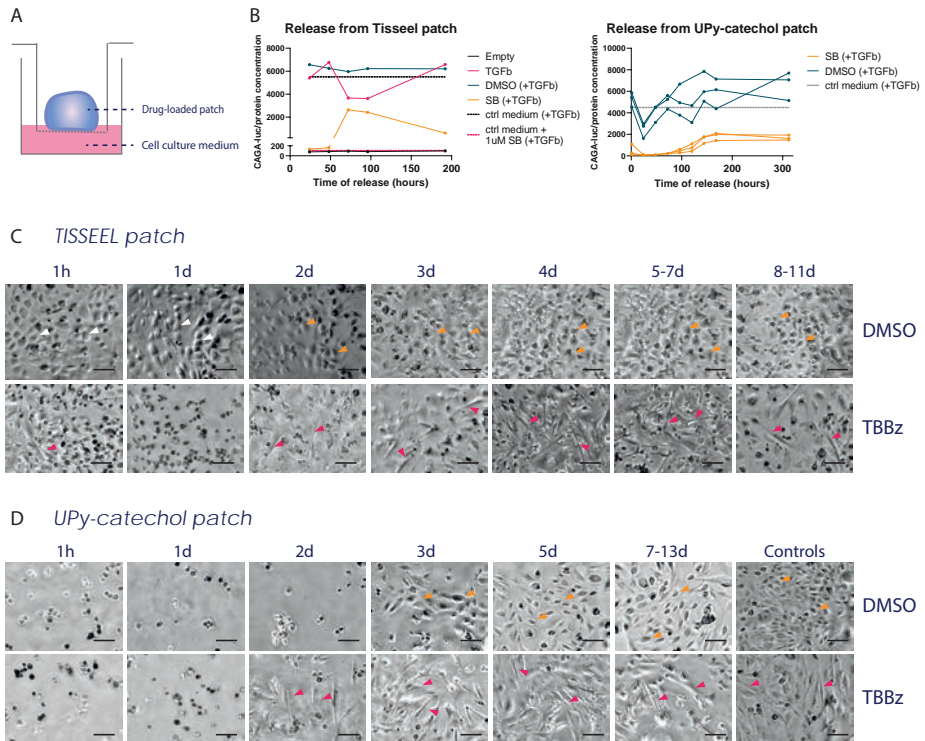 A
Drug-loaded patch
Cell culture medium
B
Release from Tisseel patch
CAGA-luc/protein concentration
8000
6000
4000
2000
200
0
0 50 100 150 200
Time of release (hours)
Empty
TGFb
DMSO (+TGFb)
SB (+TGFb)
ctrl medium (+TGFb)
ctrl medium +
1uM SB (+TGFb)
Release from UPy-catechol patch
CAGA-luc/protein concentration
10000
8000
6000
4000
2000
0
0 100 200 300
Time of release (hours)
SB (+TGFb)
DMSO (+TGFb)
ctrl medium (+TGFb)
C TISSEEL patch
1h 1d 2d 3d 4d 5-7d 8-11d
DMSO
TBBz
D UPy-catechol patch
1h 1d 2d 3d 5d 7-13d Controls
DMSO
TBBz